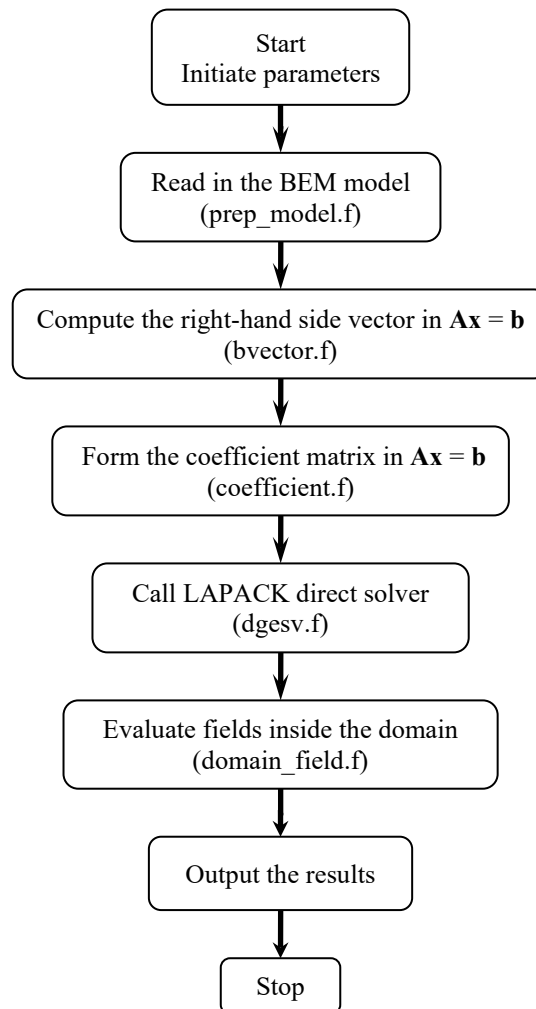 Start
Initiate parameters
Read in the BEM model
(prep_model.f)
Compute the right-hand side vector in Ax = b
(bvector.f)
Form the coefficient matrix in Ax = b
(coefficient.f)
Call LAPACK direct solver
(dgesv.f)
Evaluate fields inside the domain
(domain_field.f)
Output the results
Stop